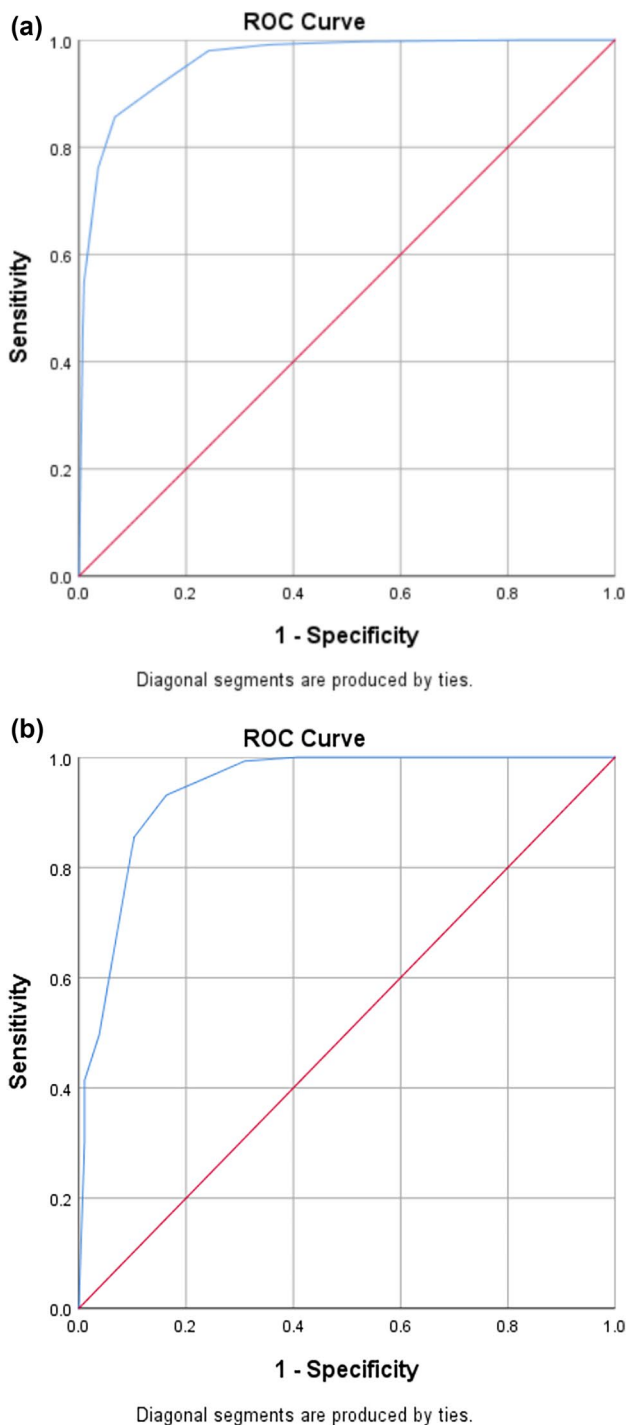 (a)
ROC Curve
1.0
0.8
0.6
0.4
0.2
0.0
Sensitivity
0.0 0.2 0.4 0.6 0.8 1.0
1 - Specificity
Diagonal segments are produced by ties.
(b)
ROC Curve
1.0
0.8
0.6
0.4
0.2
0.0
Sensitivity
0.0 0.2 0.4 0.6 0.8 1.0
1 - Specificity
Diagonal segments are produced by ties.